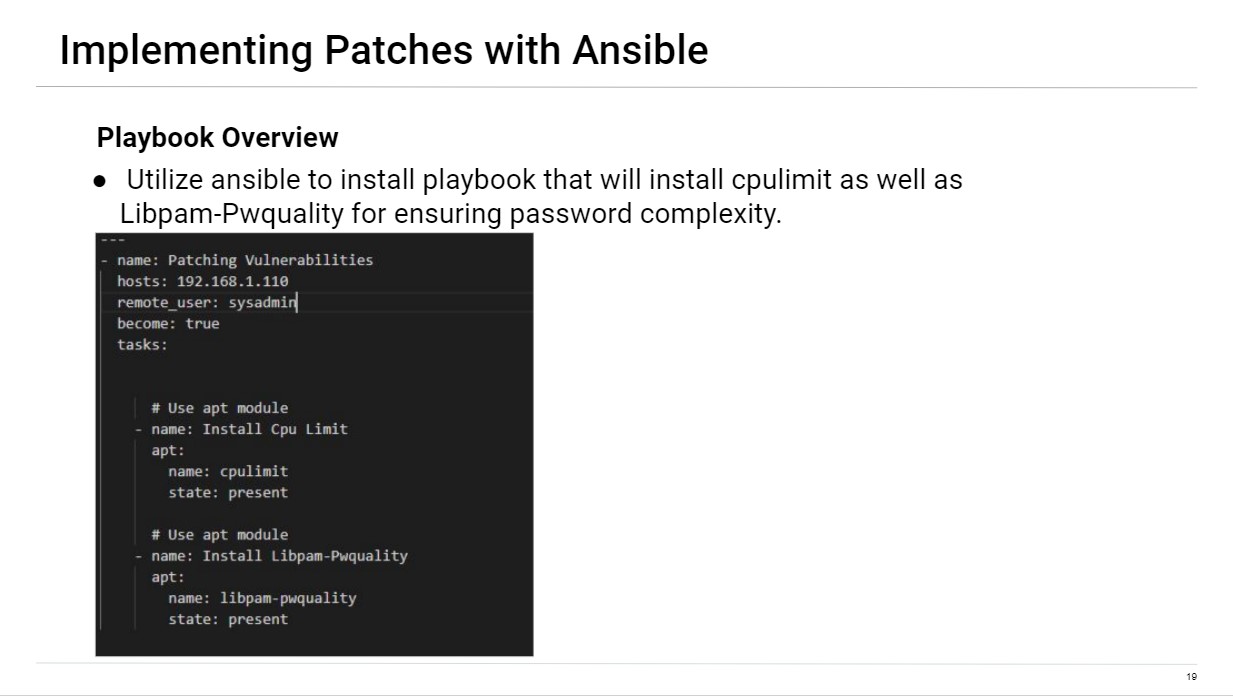 Implementing Patches with Ansible
Playbook Overview
● Utilize ansible to install playbook that will install cpulimit as well as
Libpam-Pwquality for ensuring password complexity.
---
- name: Patching Vulnerabilities
  hosts: 192.168.1.110
  remote_user: sysadmin
  become: true
  tasks:
      # Use apt module
    - name: Install Cpu Limit
      apt:
        name: cpulimit
        state: present
      # Use apt module
    - name: Install Libpam-Pwquality
      apt:
        name: libpam-pwquality
        state: present
19